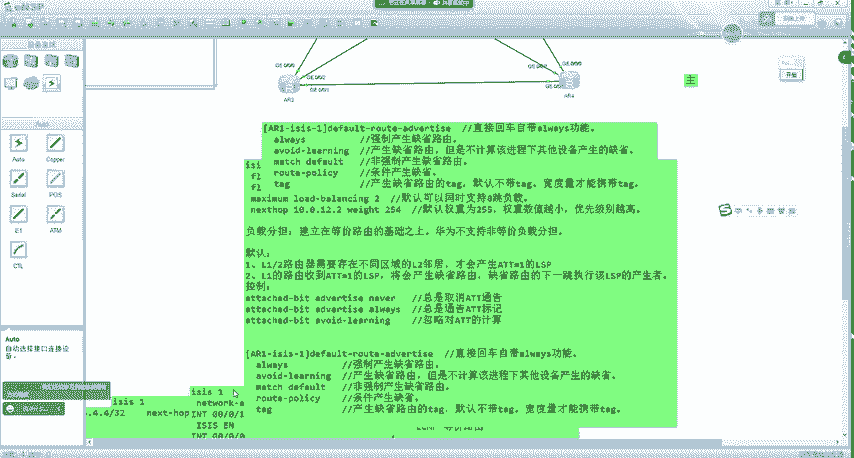 eNSP
GE 0/0/0
GE 0/0/2
GE 0/0/1
主
[AR1-isis-1]default-route-advertise //直接回车自带always功能。
always //强制产生缺省路由。
avoid-learning //产生缺省路由，但是不计算该进程下其他设备产生的缺省。
match default //非强制产生缺省路由。
route-policy //条件产生缺省。
tag //产生缺省路由的tag，默认不带tag，宽度量才能携带tag。
isis
fl
fl
maximum load-balancing 2 //默认可以同时支持8跳负载。
nexthop 10.0.12.2 weight 254 //默认权重为255，权重数值越小，优先级别越高。
负载分担：建立在等价路由的基础之上。华为不支持非等价负载分担。
默认：
1、L1/2路由器需要存在不同区域的L2邻居，才会产生ATT=1的LSP
2、L1的路由收到ATT=1的LSP，将会产生缺省路由，缺省路由的下一跳执行该LSP的产生者。
控制：
attached-bit advertise never //总是取消ATT通告
attached-bit advertise always //总是通告ATT标记
attached-bit avoid-learning //忽略对ATT的计算
[AR1-isis-1]default-route-advertise //直接回车自带always功能。
always //强制产生缺省路由。
avoid-learning //产生缺省路由，但是不计算该进程下其他设备产生的缺省。
match default //非强制产生缺省路由。
route-policy //条件产生缺省。
tag //产生缺省路由的tag，默认不带tag，宽度量才能携带tag。
isis 1
network-e
INT G0/0/1
ISIS EN
INT G0/0/0
isis 1
.4.4/32 next-hop
Auto
Copper
Serial
POS
E1
ATM
CTL
Auto
自动选择接口连接设备。